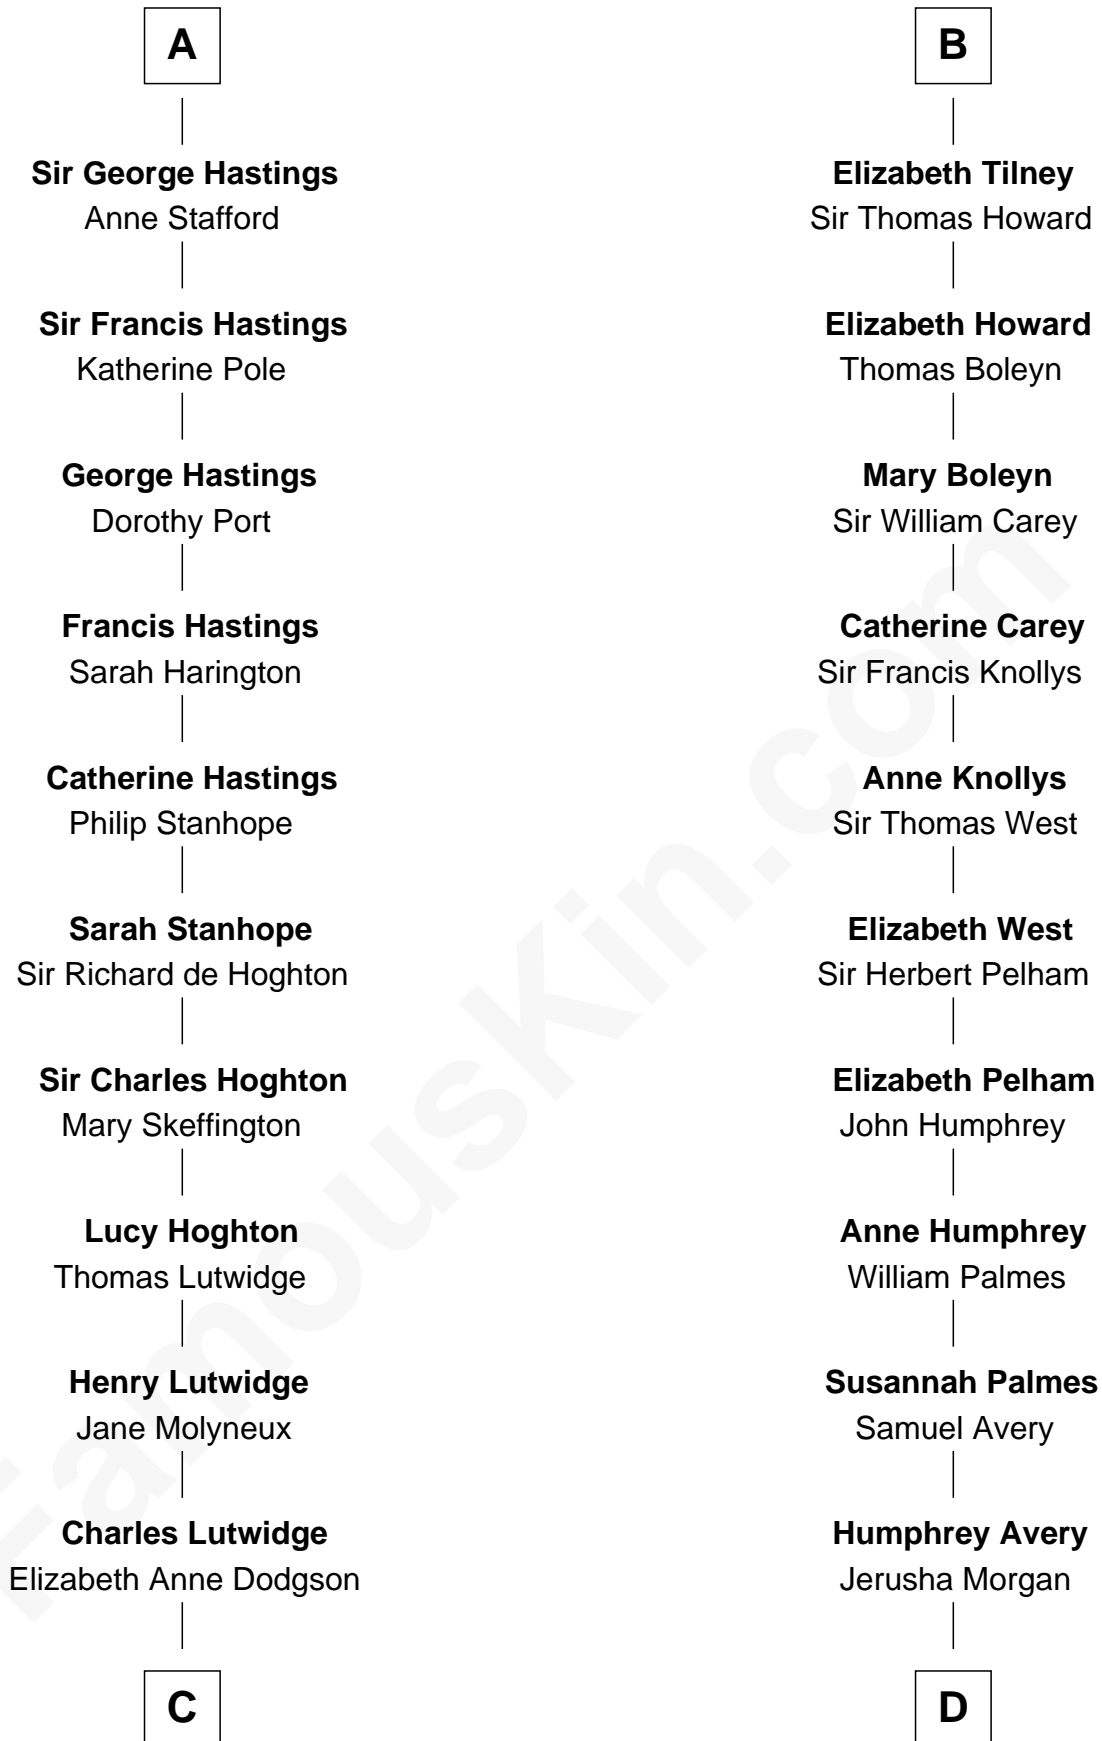 A
Sir George Hastings
Anne Stafford
Sir Francis Hastings
Katherine Pole
George Hastings
Dorothy Port
Francis Hastings
Sarah Harington
Catherine Hastings
Philip Stanhope
Sarah Stanhope
Sir Richard de Hoghton
Sir Charles Hoghton
Mary Skeffington
Lucy Hoghton
Thomas Lutwidge
Henry Lutwidge
Jane Molyneux
Charles Lutwidge
Elizabeth Anne Dodgson
C
B
Elizabeth Tilney
Sir Thomas Howard
Elizabeth Howard
Thomas Boleyn
Mary Boleyn
Sir William Carey
Catherine Carey
Sir Francis Knollys
Anne Knollys
Sir Thomas West
Elizabeth West
Sir Herbert Pelham
Elizabeth Pelham
John Humphrey
Anne Humphrey
William Palmes
Susannah Palmes
Samuel Avery
Humphrey Avery
Jerusha Morgan
D
FamousKin.com